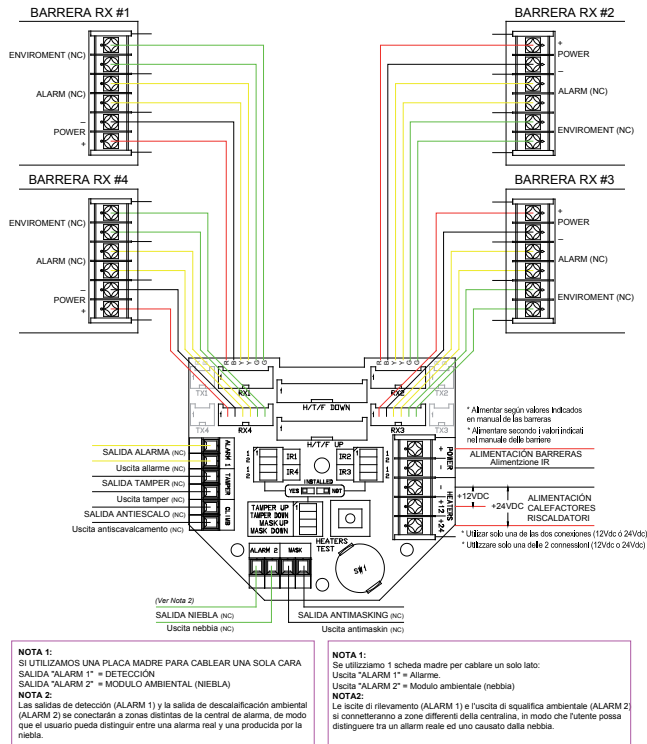 BARRERA RX #1
ENVIROMENT (NC)
ALARM (NC)
–
POWER
+
BARRERA RX #2
+
POWER
–
ALARM (NC)
ENVIROMENT (NC)
BARRERA RX #4
ENVIROMENT (NC)
ALARM (NC)
–
POWER
+
BARRERA RX #3
+
POWER
–
ALARM (NC)
ENVIROMENT (NC)
R B Y Y G G
R B Y Y G G
TX1
RX1
RX2
TX2
H/T/F DOWN
TX4
RX4
RX3
TX3
H/T/F UP
* Alimentar según valores indicados
en manual de las barreras
* Alimentare secondo i valori indicati
nel manuale delle barriere
SALIDA ALARMA (NC)
Uscita allarme (NC)
SALIDA TAMPER (NC)
Uscita tamper (NC)
SALIDA ANTIESCALO (NC)
Uscita antiscavalcamento (NC)
ALARM 1
TAMPER
CLIMB
1 2
IR1
IR4
IR2
IR3
1 2
INSTALLED
YES
NOT
TAMPER UP
TAMPER DOWN
MASK UP
MASK DOWN
HEATERS
TEST
SW1
ALARM 2
MASK
POWER
+
–
HEATERS
–
+12
+24
ALIMENTACIÓN BARRERAS
Alimentzione IR
+12VDC
+24VDC
ALIMENTACIÓN
CALEFACTORES
RISCALDATORI
* Utilizar solo una de las dos conexiones (12Vdc ó 24Vdc)
* Utilizzare solo una delle 2 connessioni (12Vdc o 24Vdc)
(Ver Nota 2)
SALIDA NIEBLA (NC)
Uscita nebbia (NC)
SALIDA ANTIMASKING (NC)
Uscita antimaskin (NC)
NOTA 1:
SI UTILIZAMOS UNA PLACA MADRE PARA CABLEAR UNA SOLA CARA
SALIDA "ALARM 1" = DETECCIÓN
SALIDA "ALARM 2" = MODULO AMBIENTAL (NIEBLA)
NOTA 2:
Las salidas de detección (ALARM 1) y la salida de descalaificación ambiental
(ALARM 2) se conectarán a zonas distintas de la central de alarma, de modo
que el usuario pueda distinguir entre una alarma real y una producida por la
niebla.
NOTA 1:
Se utilizziamo 1 scheda madre per cablare un solo lato:
Uscita "ALARM 1" = Allarme.
Uscita "ALARM 2" = Modulo ambientale (nebbia)
NOTA2:
Le iscite di rilevamento (ALARM 1) e l'uscita di squalifica ambientale (ALARM 2)
si connetteranno a zone differenti della centralina, in modo che l'utente possa
distinguere tra un allarm reale ed uno causato dalla nebbia.